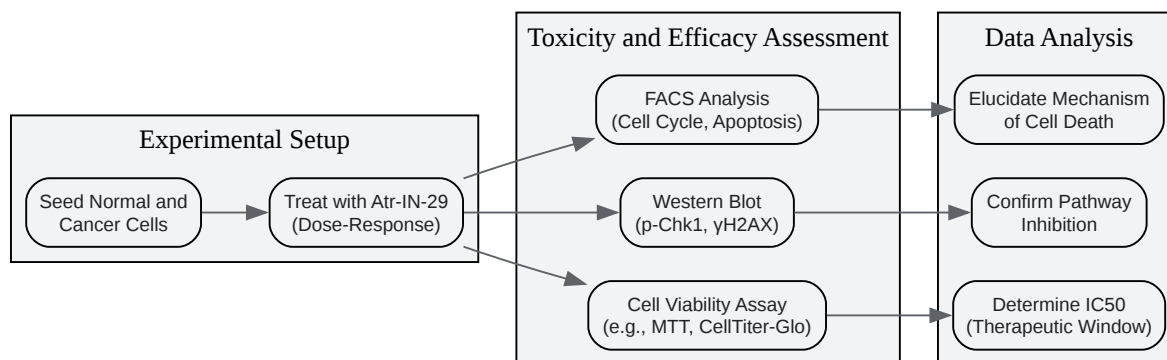 Experimental Setup
Seed Normal and
Cancer Cells
Treat with Atr-IN-29
(Dose-Response)
Toxicity and Efficacy Assessment
FACS Analysis
(Cell Cycle, Apoptosis)
Western Blot
(p-Chk1, γH2AX)
Cell Viability Assay
(e.g., MTT, CellTiter-Glo)
Data Analysis
Elucidate Mechanism
of Cell Death
Confirm Pathway
Inhibition
Determine IC50
(Therapeutic Window)